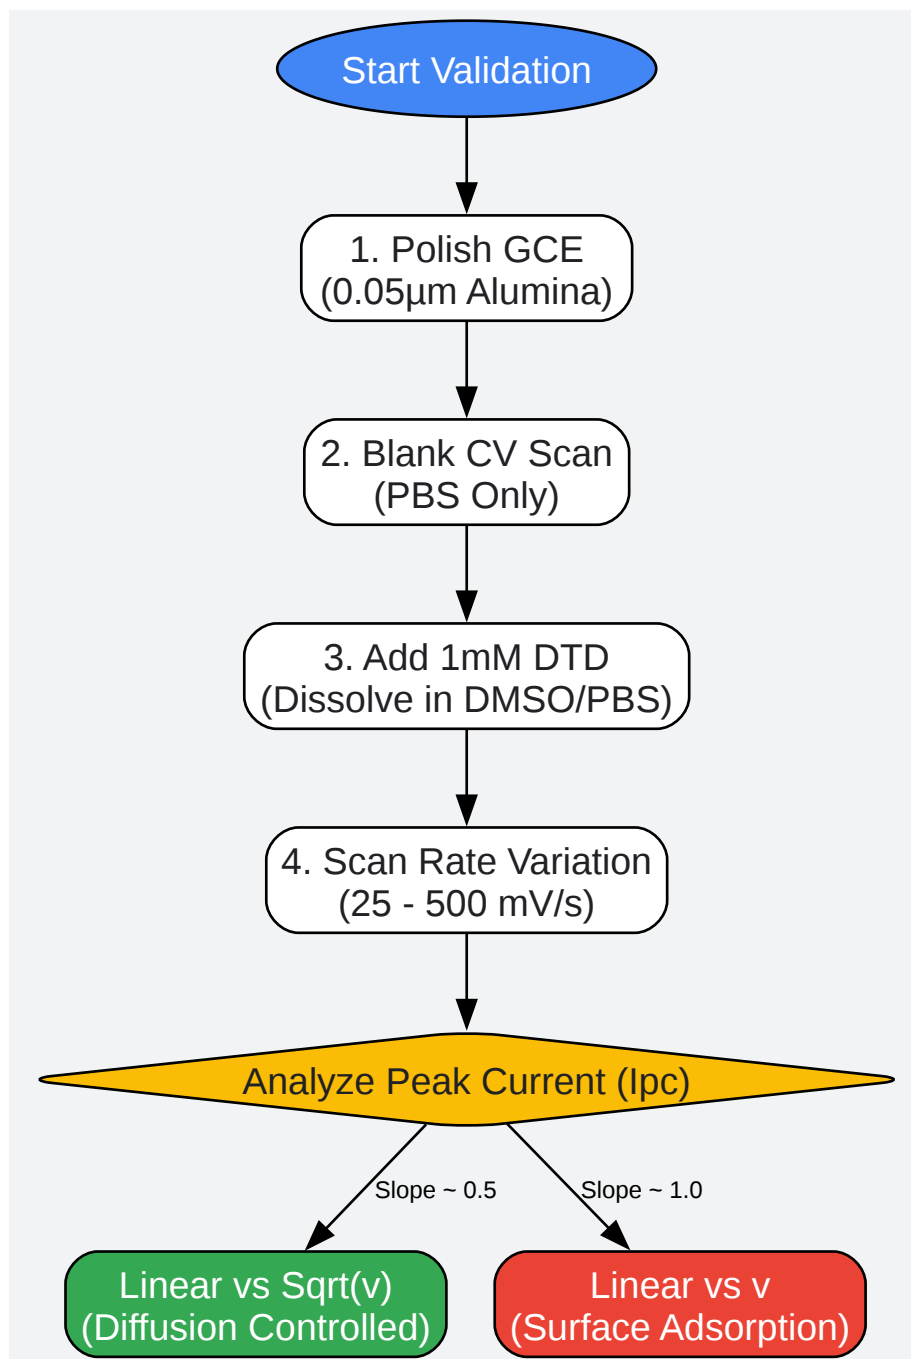 Start Validation
1. Polish GCE
(0.05µm Alumina)
2. Blank CV Scan
(PBS Only)
3. Add 1mM DTD
(Dissolve in DMSO/PBS)
4. Scan Rate Variation
(25 - 500 mV/s)
Analyze Peak Current (Ipc)
Slope ~ 0.5
Slope ~ 1.0
Linear vs Sqrt(v)
(Diffusion Controlled)
Linear vs v
(Surface Adsorption)